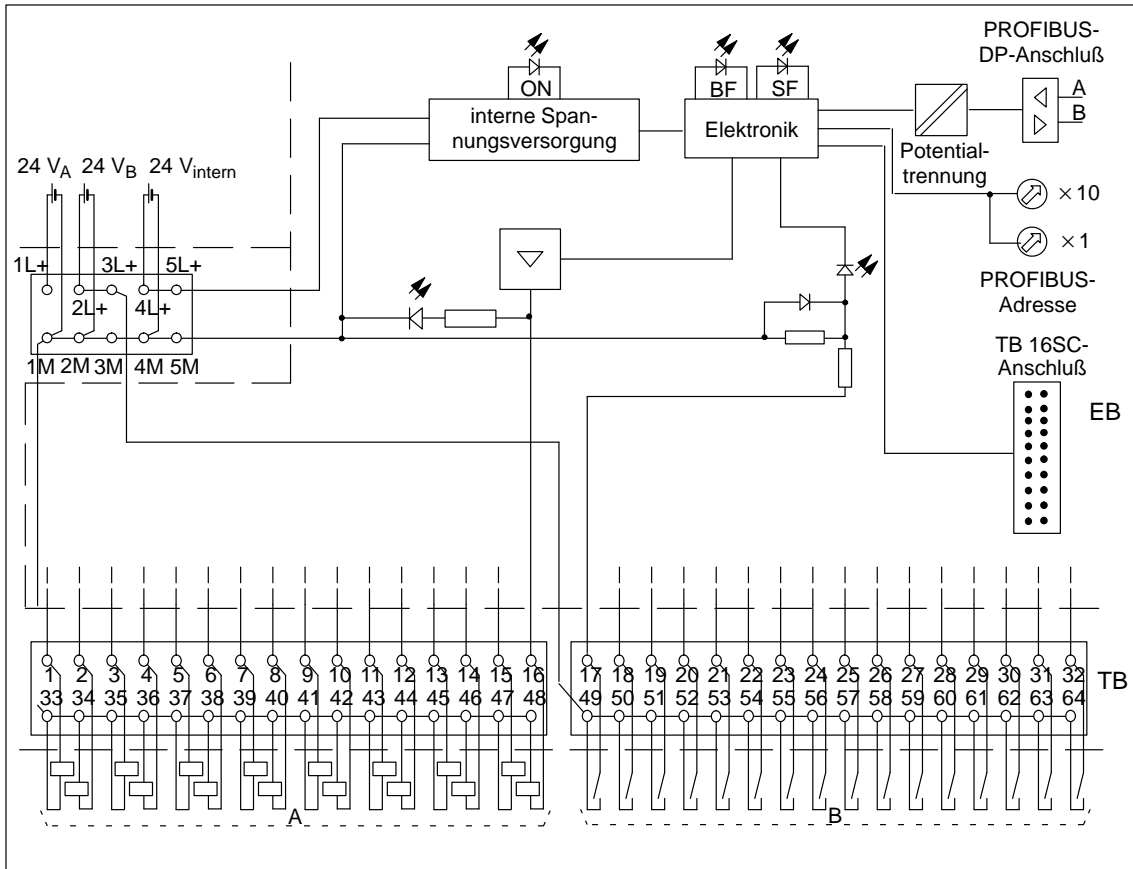 PROFIBUS-
DP-Anschluß
ON
BF
SF
A
B
interne Span-
nungsversorgung
Elektronik
Potential-
trennung
24 VA
24 VB
24 Vintern
×10
×1
1L+
3L+
5L+
2L+
4L+
PROFIBUS-
Adresse
1M
2M
3M
4M
5M
TB 16SC-
Anschluß
EB
1 2 3 4 5 6 7 8 9 10 11 12 13 14 15 16
17 18 19 20 21 22 23 24 25 26 27 28 29 30 31 32
TB
33 34 35 36 37 38 39 40 41 42 43 44 45 46 47 48
49 50 51 52 53 54 55 56 57 58 59 60 61 62 63 64
A
B